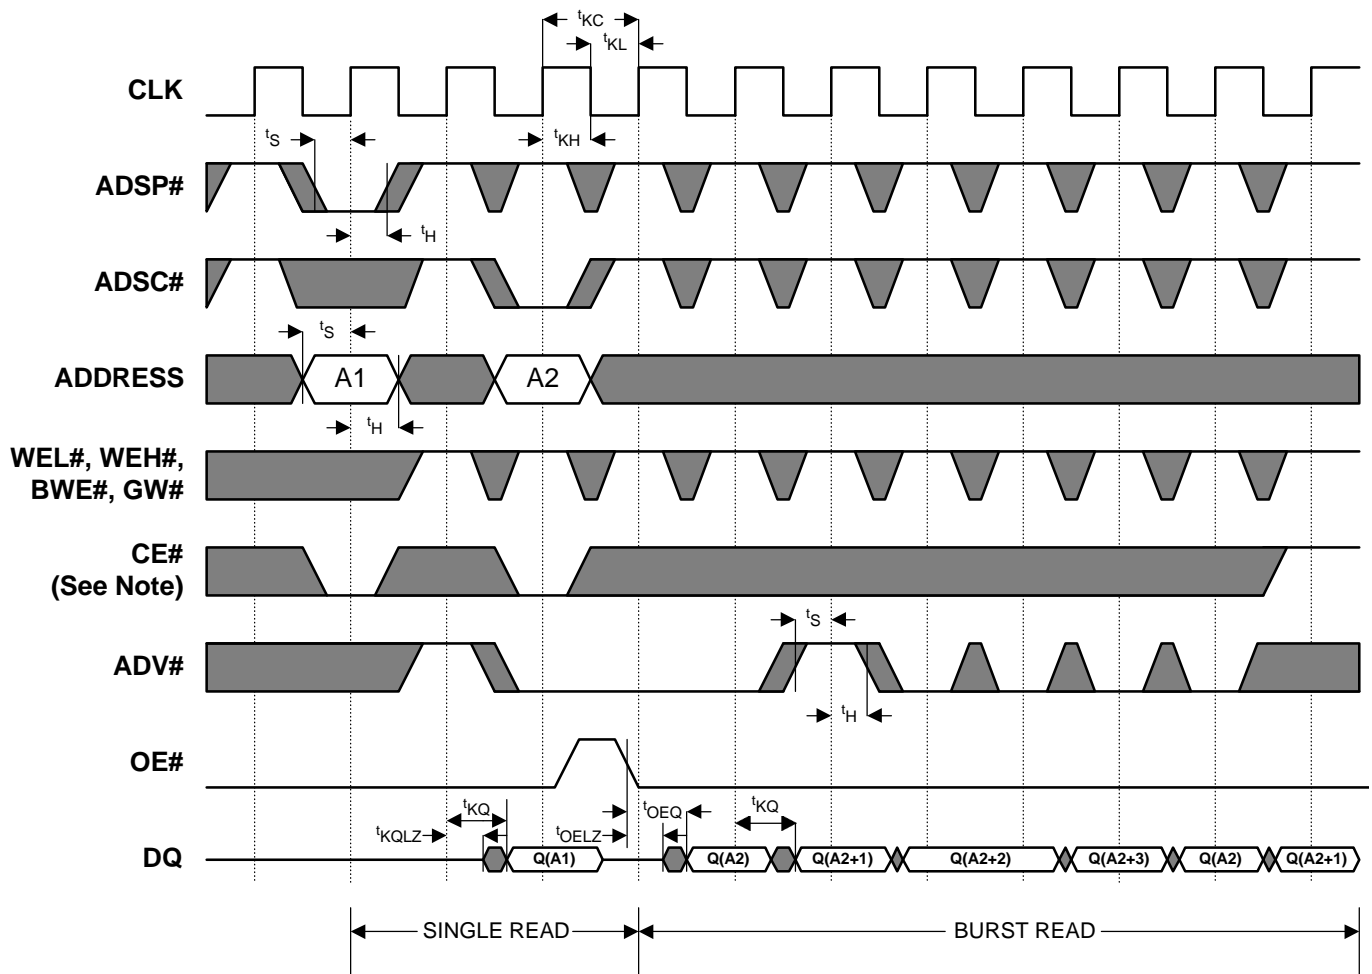 tKC
tKL
CLK
tS
tKH
ADSP#
tH
ADSC#
tS
ADDRESS
A1
A2
tH
WEL#, WEH#,
BWE#, GW#
CE#
(See Note)
tS
ADV#
tH
OE#
tKQ
tOEQ
tKQ
tKQLZ
tOELZ
DQ
Q(A1)
Q(A2)
Q(A2+1)
Q(A2+2)
Q(A2+3)
Q(A2)
Q(A2+1)
SINGLE READ
BURST READ